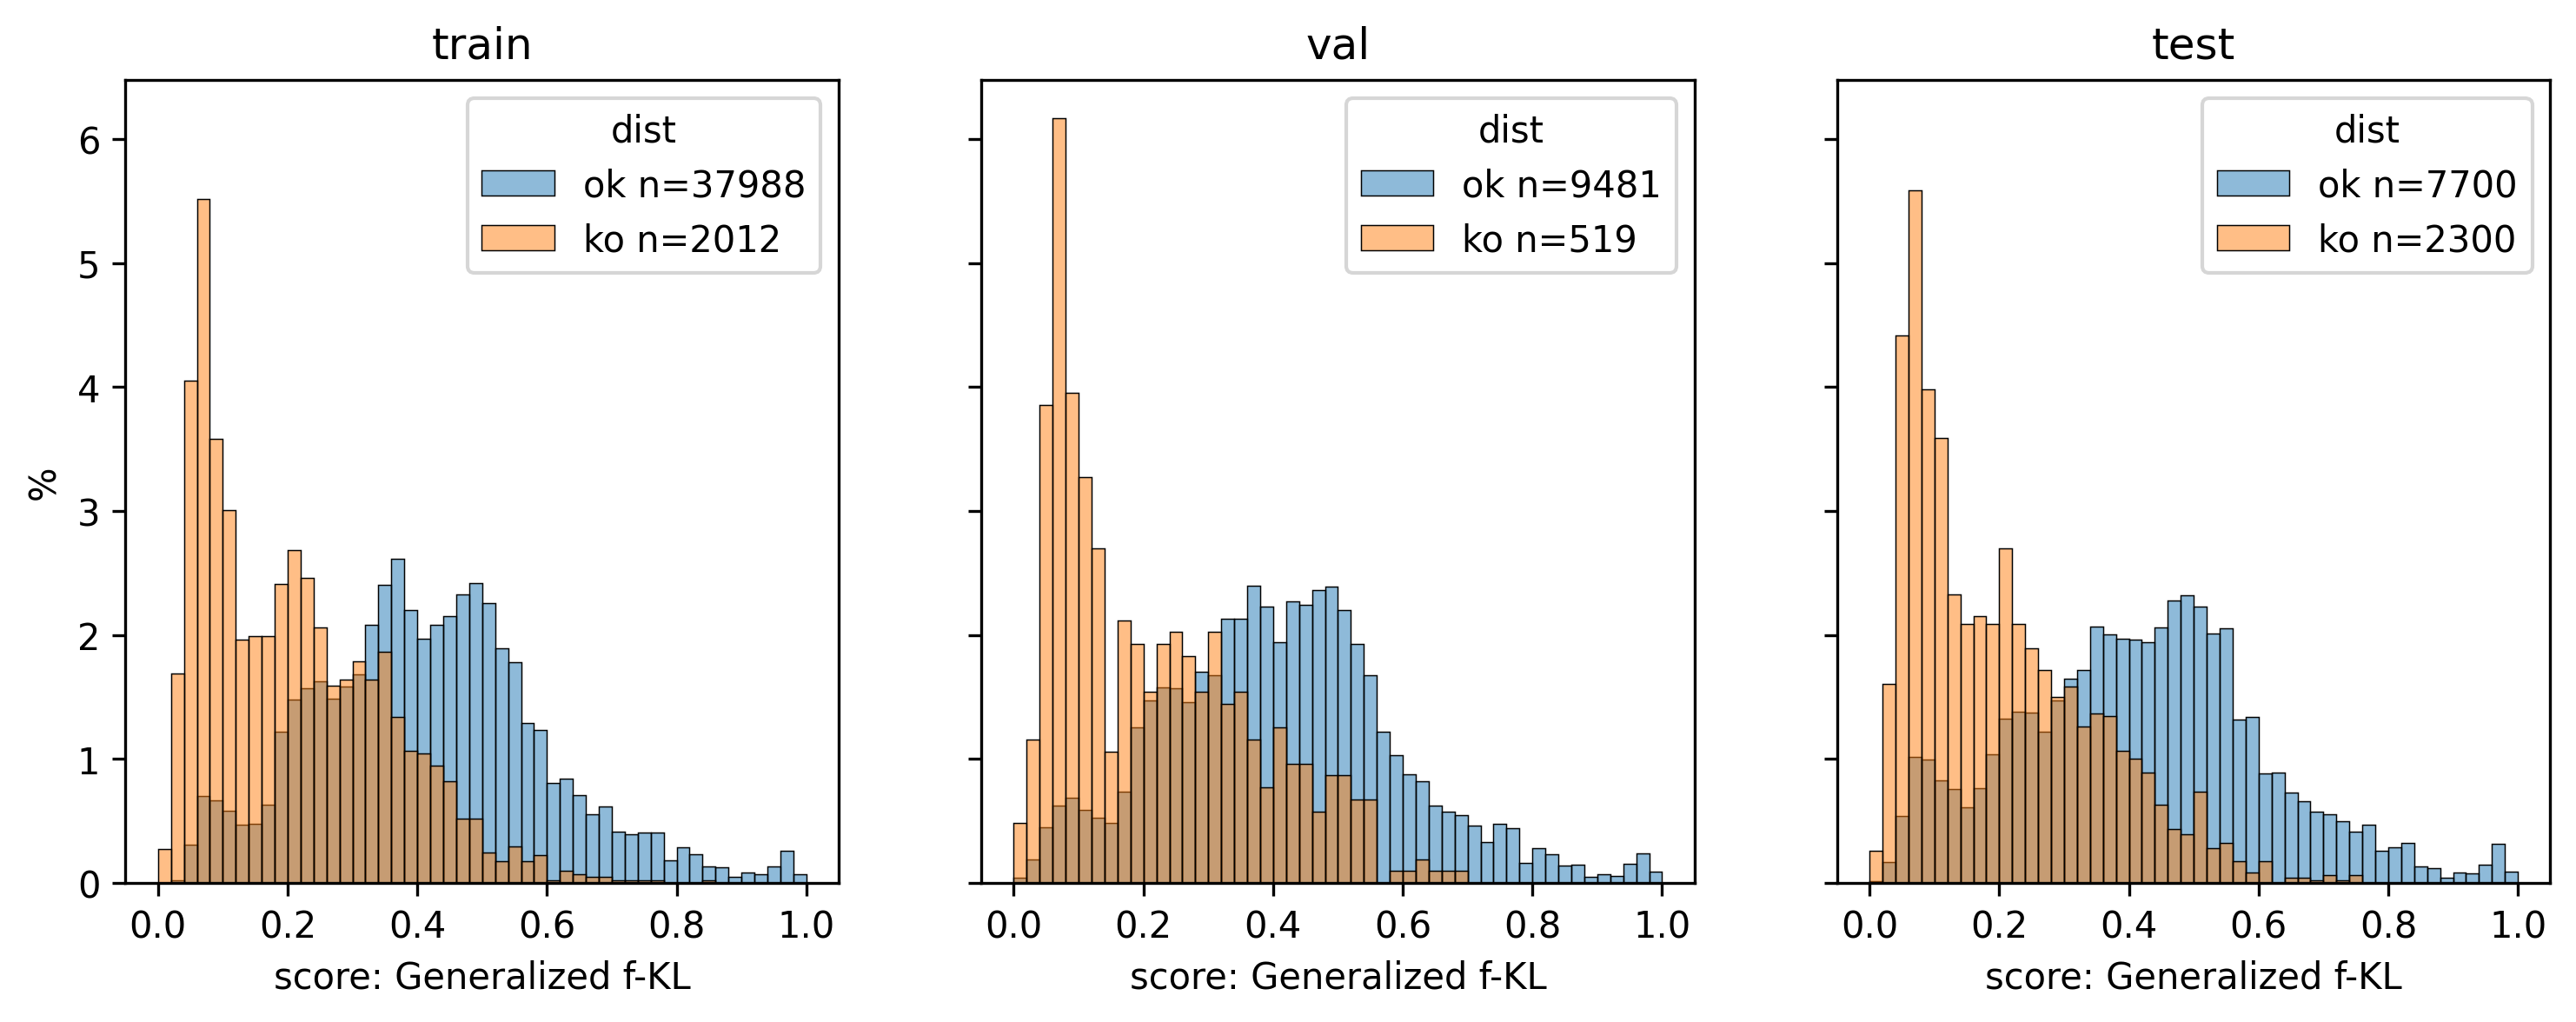 train
val
test
dist
ok n=37988
ko n=2012
dist
ok n=9481
ko n=519
dist
ok n=7700
ko n=2300
%
6
5
4
3
2
1
0
0.0 0.2 0.4 0.6 0.8 1.0
0.0 0.2 0.4 0.6 0.8 1.0
0.0 0.2 0.4 0.6 0.8 1.0
score: Generalized f-KL
score: Generalized f-KL
score: Generalized f-KL